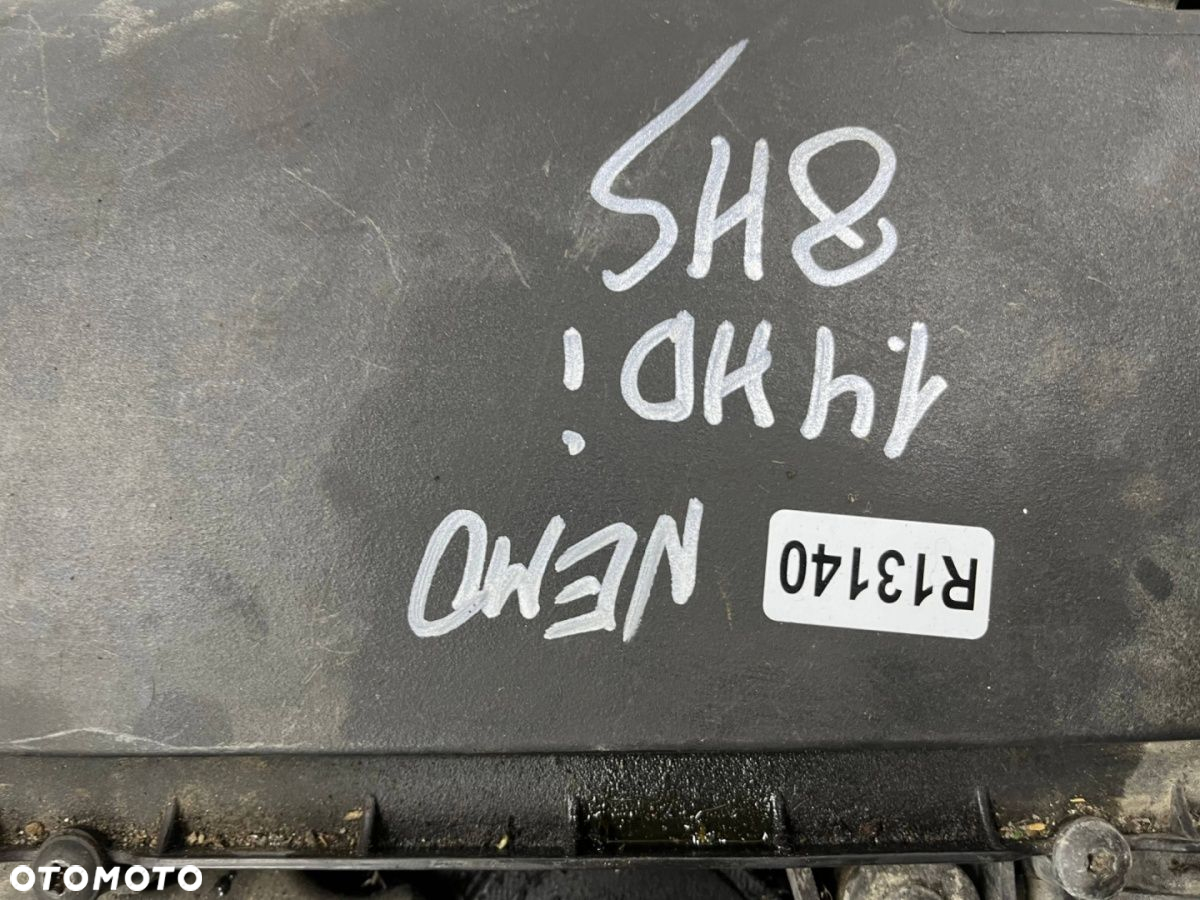 R13140
NEMO
1.4 HDi
8HS
OTOMOTO